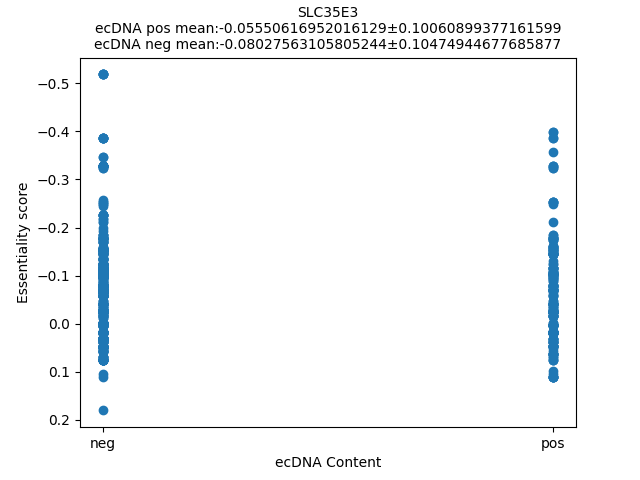 SLC35E3
ecDNA pos mean:-0.05550616952016129±0.10060899377161599
ecDNA neg mean:-0.08027563105805244±0.10474944677685877
−0.5
−0.4
−0.3
−0.2
−0.1
0.0
0.1
0.2
Essentiality score
neg
pos
ecDNA Content